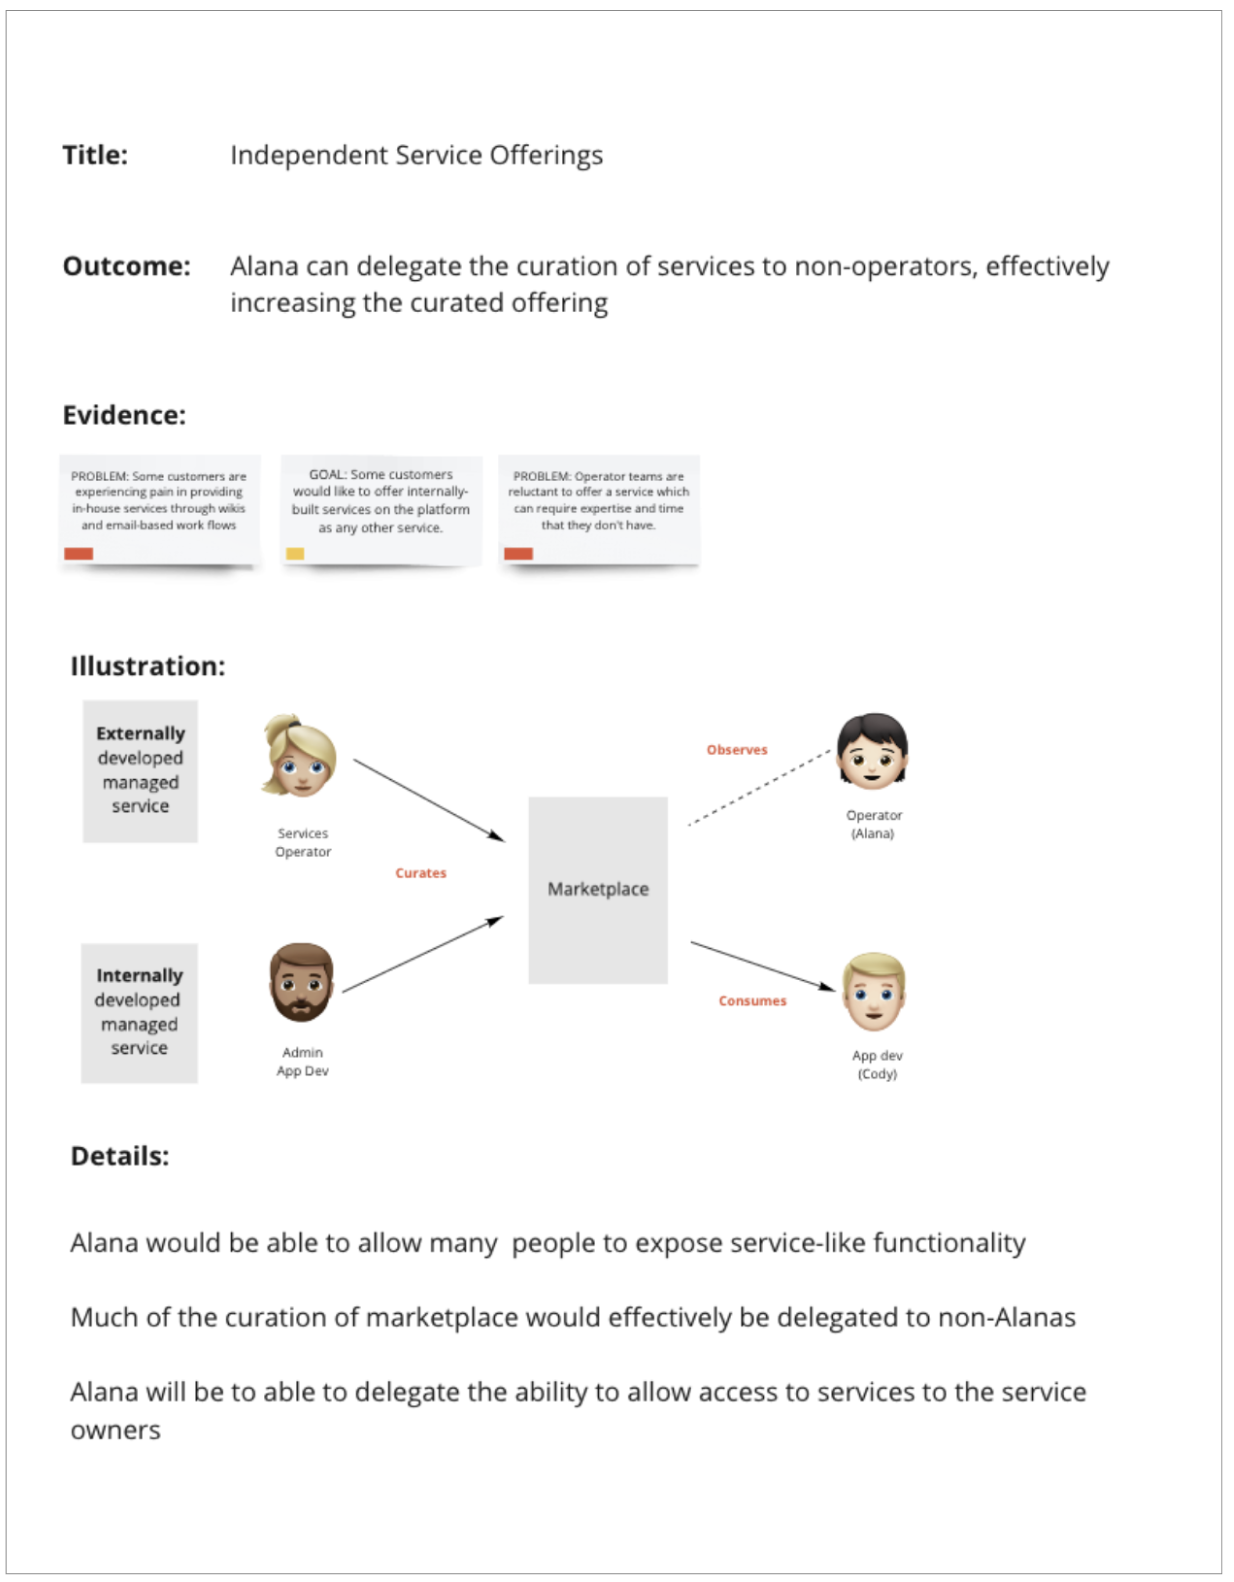 Title: Independent Service Offerings
Outcome: Alana can delegate the curation of services to non-operators, effectively
increasing the curated offering
Evidence:
PROBLEM: Some customers are
experiencing pain in providing
in-house services through wikis
and email-based work flows
GOAL: Some customers
would like to offer internally-
built services on the platform
as any other service.
PROBLEM: Operator teams are
reluctant to offer a service which
can require expertise and time
that they don't have.
Illustration:
Externally
developed
managed
service
Services
Operator
Curates
Internally
developed
managed
service
Admin
App Dev
Marketplace
Observes
Operator
(Alana)
Consumes
App dev
(Cody)
Details:
Alana would be able to allow many  people to expose service-like functionality
Much of the curation of marketplace would effectively be delegated to non-Alanas
Alana will be to able to delegate the ability to allow access to services to the service
owners